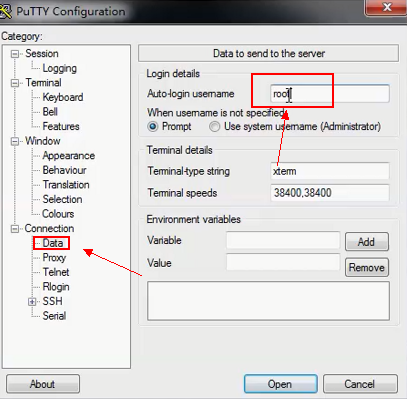 PuTTY Configuration
Category:
Session
Logging
Terminal
Keyboard
Bell
Features
Window
Appearance
Behaviour
Translation
Selection
Colours
Connection
Data
Proxy
Telnet
Rlogin
SSH
Serial
Data to send to the server
Login details
Auto-login username root
When username is not specified:
Prompt Use system username (Administrator)
Terminal details
Terminal-type string xterm
Terminal speeds 38400,38400
Environment variables
Variable Add
Value Remove
About Open Cancel